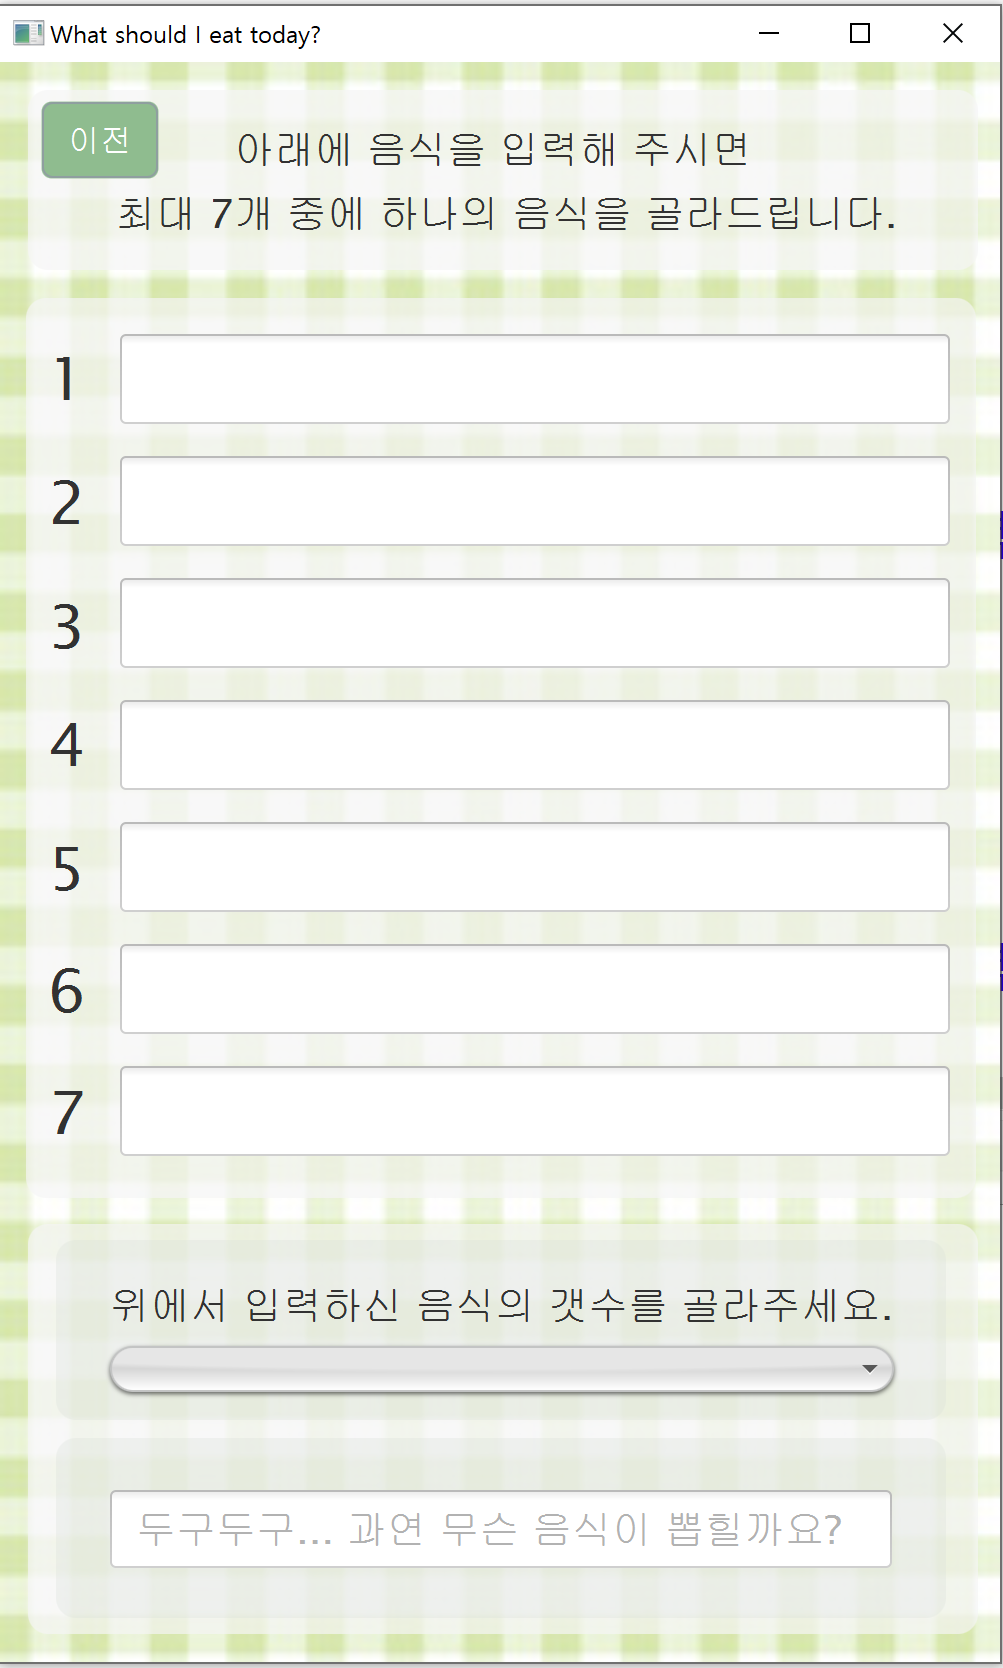 What should I eat today?
이전
아래에 음식을 입력해 주시면
최대 7개 중에 하나의 음식을 골라드립니다.
1
2
3
4
5
6
7
위에서 입력하신 음식의 갯수를 골라주세요.
두구두구... 과연 무슨 음식이 뽑힐까요?